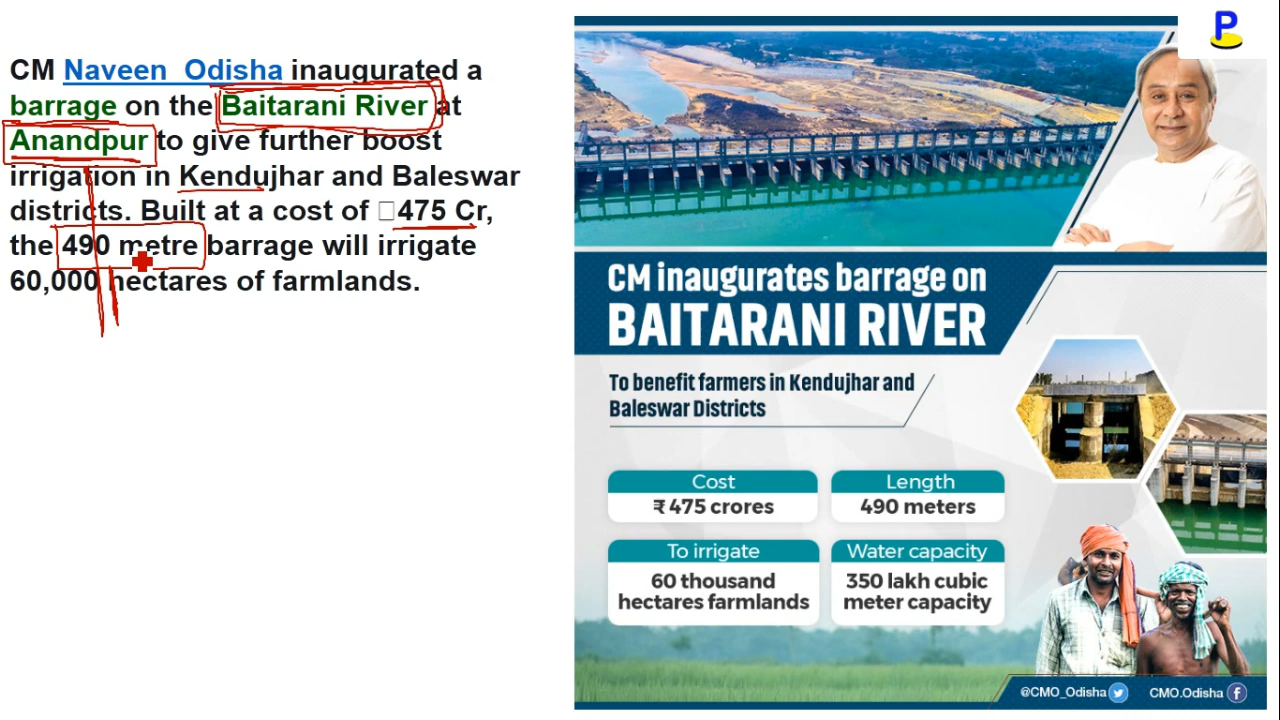 CM Naveen Odisha inaugurated a
barrage on the Baitarani River at
Anandpur to give further boost
irrigation in Kendujhar and Baleswar
districts. Built at a cost of □475 Cr,
the 490 metre barrage will irrigate
60,000 hectares of farmlands.
P
CM inaugurates barrage on
BAITARANI RIVER
To benefit farmers in Kendujhar and
Baleswar Districts
Cost
₹ 475 crores
Length
490 meters
To irrigate
60 thousand
hectares farmlands
Water capacity
350 lakh cubic
meter capacity
@CMO_Odisha
CMO.Odisha